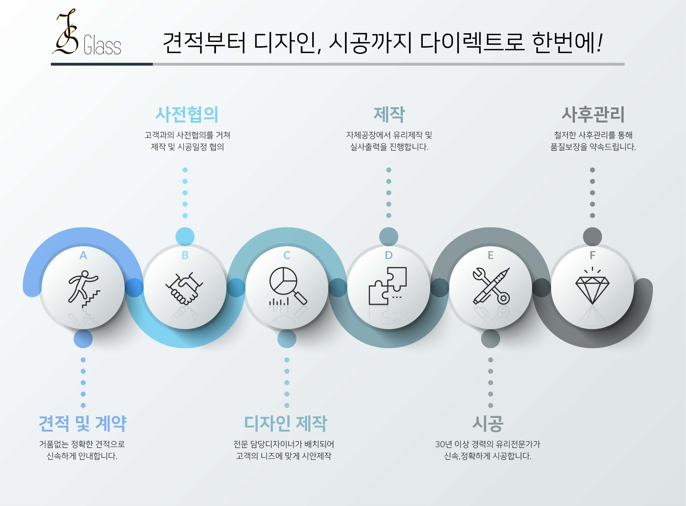 JS Glass
견적부터 디자인, 시공까지 다이렉트로 한번에!
사전협의
고객과의 사전협의를 거쳐
제작 및 시공일정 협의
제작
자체공장에서 유리제작 및
실사출력을 진행합니다.
사후관리
철저한 사후관리를 통해
품질보장을 약속드립니다.
A
B
C
D
E
F
견적 및 계약
거품없는 정확한 견적으로
신속하게 안내합니다.
디자인 제작
전문 담당디자이너가 배치되어
고객의 니즈에 맞게 시안제작
시공
30년 이상 경력의 유리전문가가
신속,정확하게 시공합니다.